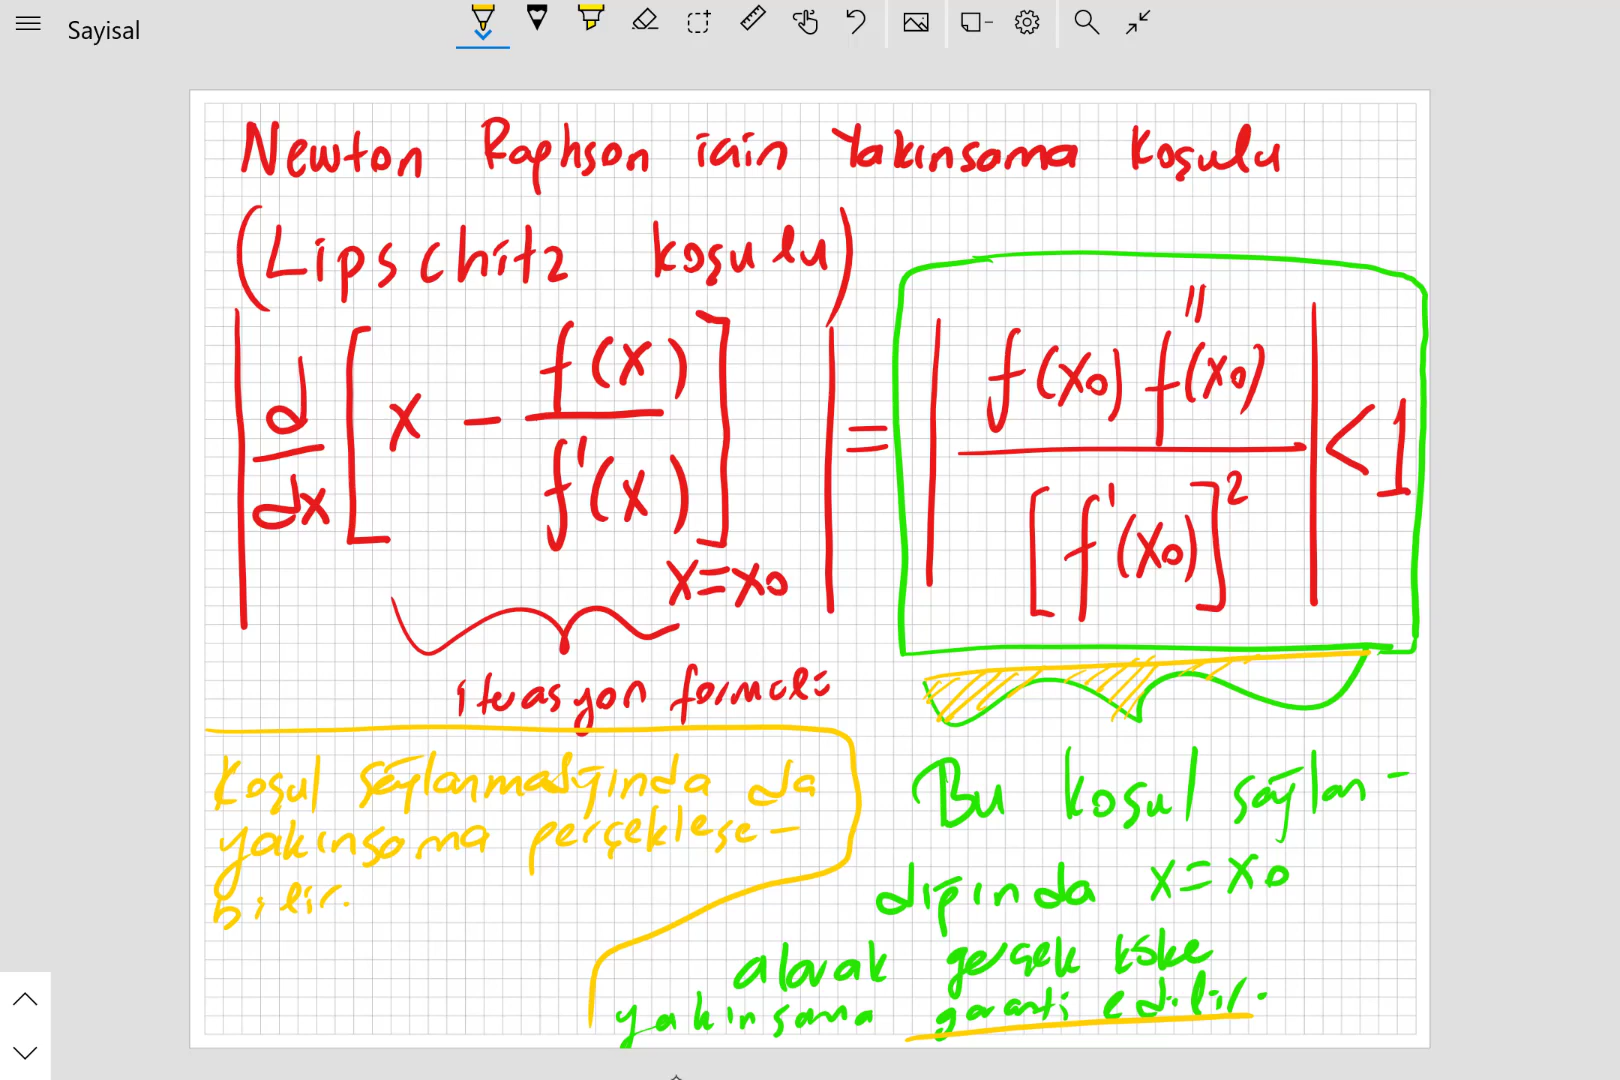 Sayisal
Newton Raphson için Yakınsama Koşulu
(Lipschitz koşulu)
| d/dx [ x - f(x)/f'(x) ] x=x0 | = | f(x0) f''(x0) / [f'(x0)]² | < 1
iterasyon formülü
Koşul sağlanmadığında da
yakınsama gerçekleşe-
bilir.
Bu koşul sağlan-
dığında x=x0
alarak gerçek köke
yakınsama garanti edilir.